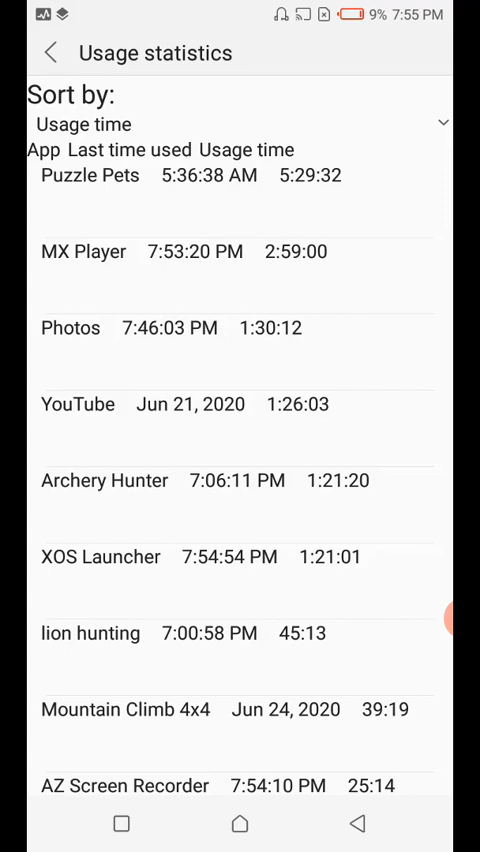 9% 7:55 PM
Usage statistics
Sort by:
Usage time
App Last time used Usage time
Puzzle Pets 5:36:38 AM 5:29:32
MX Player 7:53:20 PM 2:59:00
Photos 7:46:03 PM 1:30:12
YouTube Jun 21, 2020 1:26:03
Archery Hunter 7:06:11 PM 1:21:20
XOS Launcher 7:54:54 PM 1:21:01
lion hunting 7:00:58 PM 45:13
Mountain Climb 4x4 Jun 24, 2020 39:19
AZ Screen Recorder 7:54:10 PM 25:14